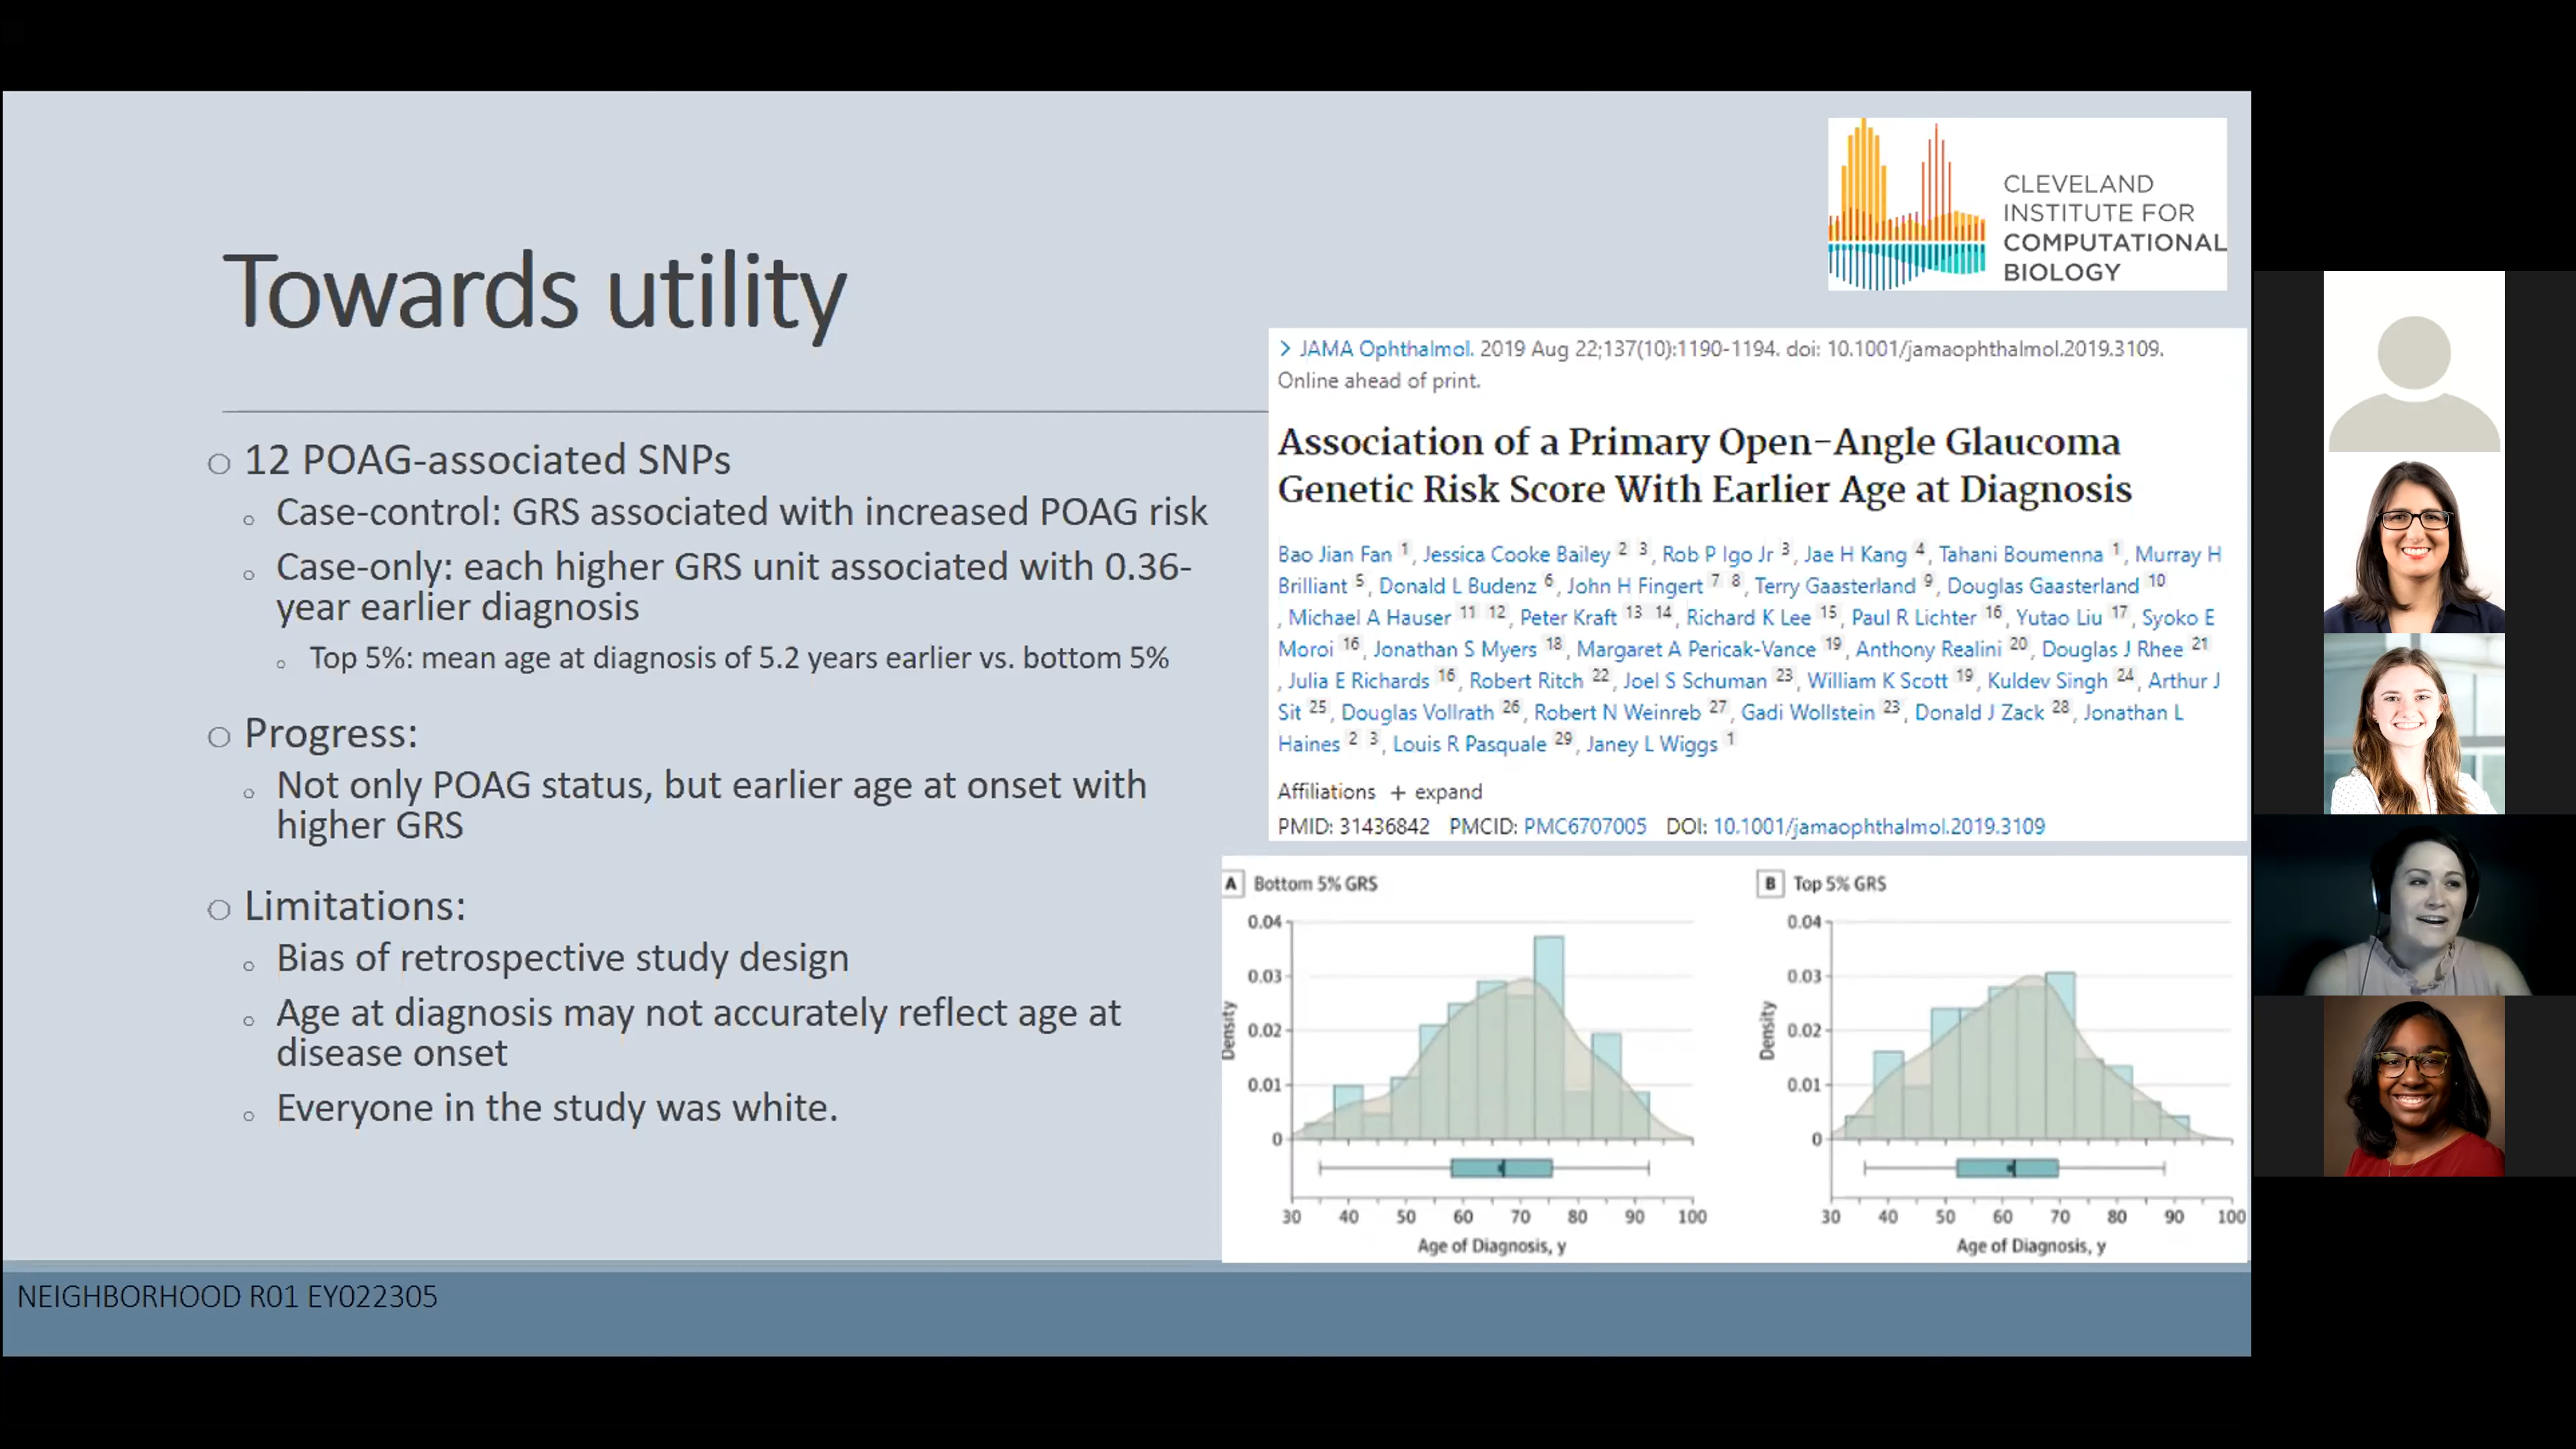 CLEVELAND
INSTITUTE FOR
COMPUTATIONAL
BIOLOGY
Towards utility
12 POAG-associated SNPs
Case-control: GRS associated with increased POAG risk
Case-only: each higher GRS unit associated with 0.36-
year earlier diagnosis
Top 5%: mean age at diagnosis of 5.2 years earlier vs. bottom 5%
Progress:
Not only POAG status, but earlier age at onset with
higher GRS
Limitations:
Bias of retrospective study design
Age at diagnosis may not accurately reflect age at
disease onset
Everyone in the study was white.
> JAMA Ophthalmol. 2019 Aug 22;137(10):1190-1194. doi: 10.1001/jamaophthalmol.2019.3109.
Online ahead of print.
Association of a Primary Open-Angle Glaucoma
Genetic Risk Score With Earlier Age at Diagnosis
Bao Jian Fan 1, Jessica Cooke Bailey 2 3, Rob P Igo Jr 3, Jae H Kang 4, Tahani Boumenna 1, Murray H
Brilliant 5, Donald L Budenz 6, John H Fingert 7 8, Terry Gaasterland 9, Douglas Gaasterland 10
, Michael A Hauser 11 12, Peter Kraft 13 14, Richard K Lee 15, Paul R Lichter 16, Yutao Liu 17, Syoko E
Moroi 16, Jonathan S Myers 18, Margaret A Pericak-Vance 19, Anthony Realini 20, Douglas J Rhee 21
, Julia E Richards 16, Robert Ritch 22, Joel S Schuman 23, William K Scott 19, Kuldev Singh 24, Arthur J
Sit 25, Douglas Vollrath 26, Robert N Weinreb 27, Gadi Wollstein 23, Donald J Zack 28, Jonathan L
Haines 2 3, Louis R Pasquale 29, Janey L Wiggs 1
Affiliations + expand
PMID: 31436842 PMCID: PMC6707005 DOI: 10.1001/jamaophthalmol.2019.3109
A Bottom 5% GRS
0.04
0.03
0.02
0.01
0
Density
30 40 50 60 70 80 90 100
Age of Diagnosis, y
B Top 5% GRS
0.04
0.03
0.02
0.01
0
Density
30 40 50 60 70 80 90 100
Age of Diagnosis, y
NEIGHBORHOOD R01 EY022305